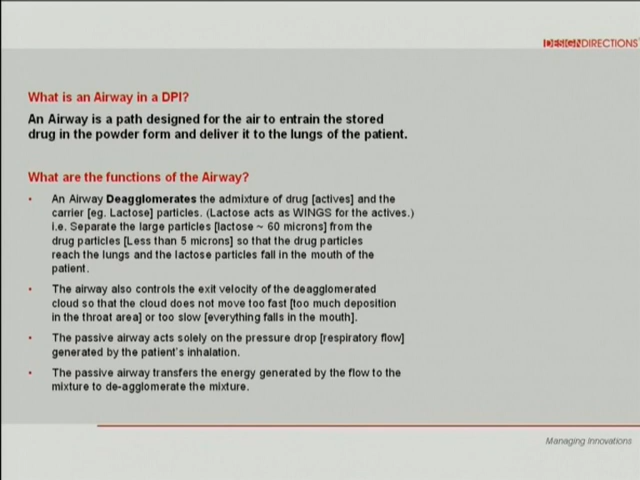 IDESIGNDIRECTIONS
What is an Airway in a DPI?
An Airway is a path designed for the air to entrain the stored
drug in the powder form and deliver it to the lungs of the patient.
What are the functions of the Airway?
• An Airway Deagglomerates the admixture of drug [actives] and the
carrier [eg. Lactose] particles. (Lactose acts as WINGS for the actives.)
i.e. Separate the large particles [lactose ~ 60 microns] from the
drug particles [Less than 5 microns] so that the drug particles
reach the lungs and the lactose particles fall in the mouth of the
patient.
• The airway also controls the exit velocity of the deagglomerated
cloud so that the cloud does not move too fast [too much deposition
in the throat area] or too slow [everything falls in the mouth].
• The passive airway acts solely on the pressure drop [respiratory flow]
generated by the patient's inhalation.
• The passive airway transfers the energy generated by the flow to the
mixture to de-agglomerate the mixture.
Managing Innovations